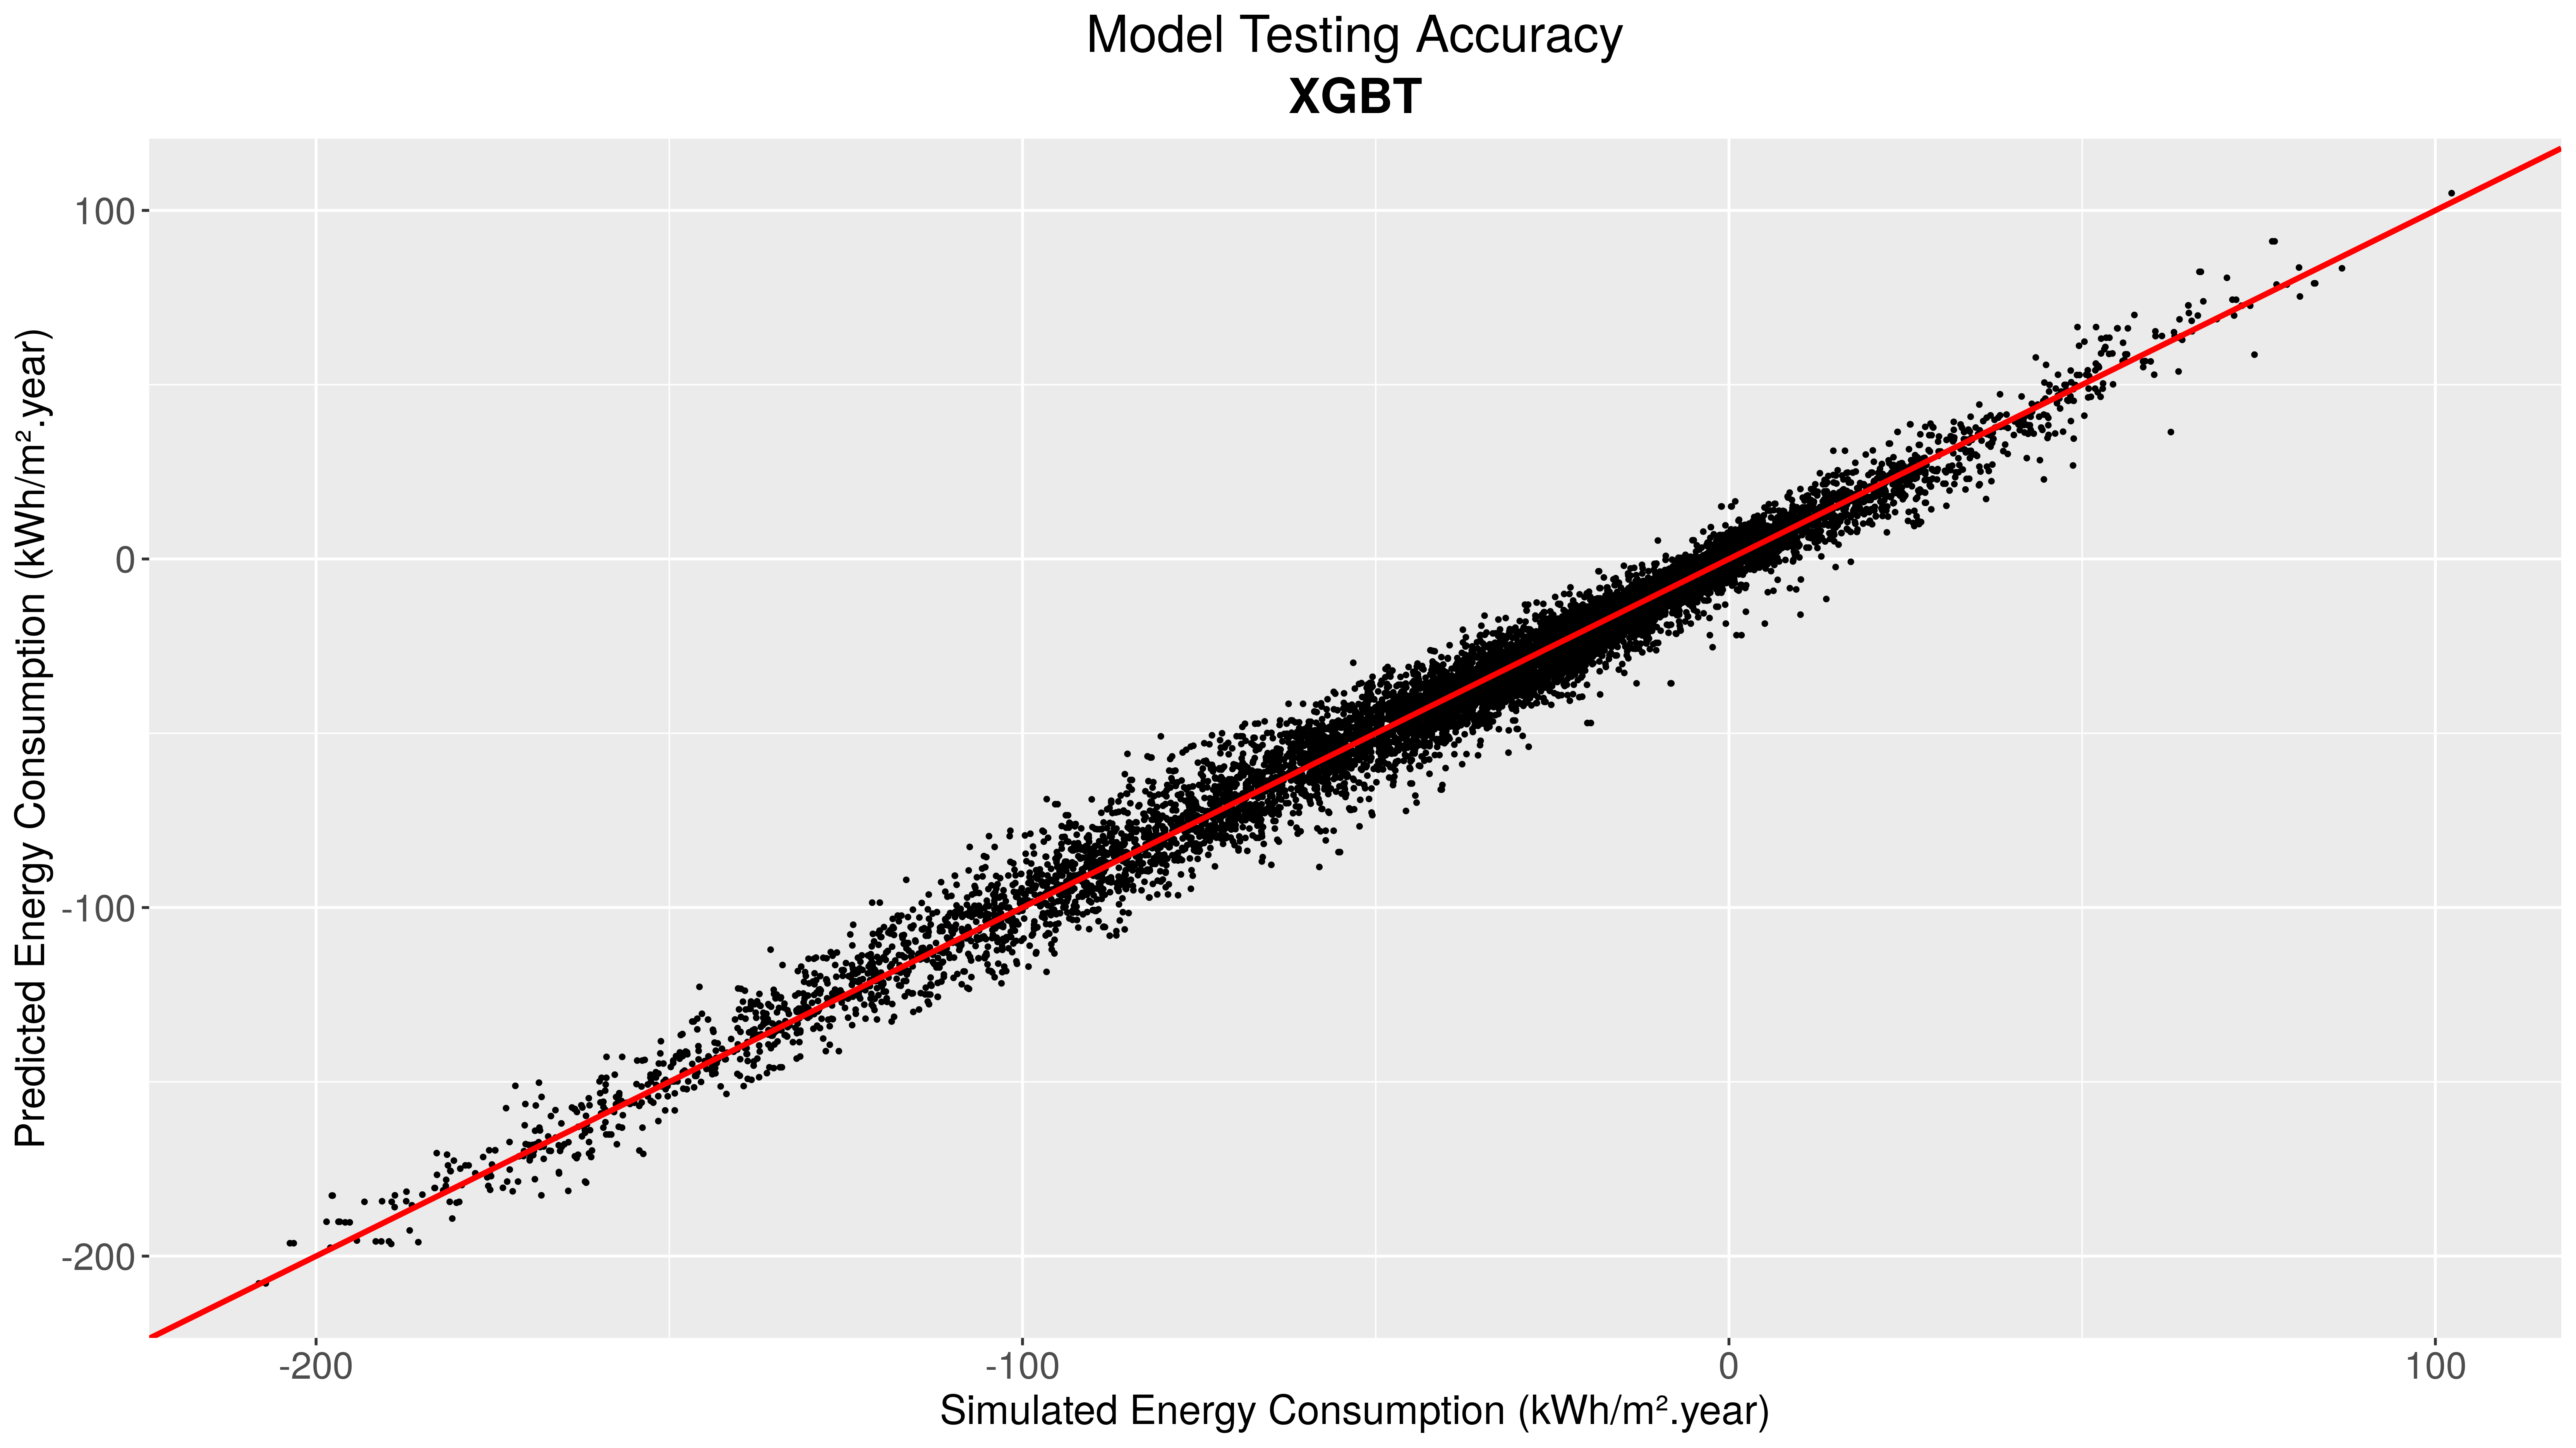 Model Testing Accuracy
XGBT
Predicted Energy Consumption (kWh/m².year)
100
0
-100
-200
-200
-100
0
100
Simulated Energy Consumption (kWh/m².year)